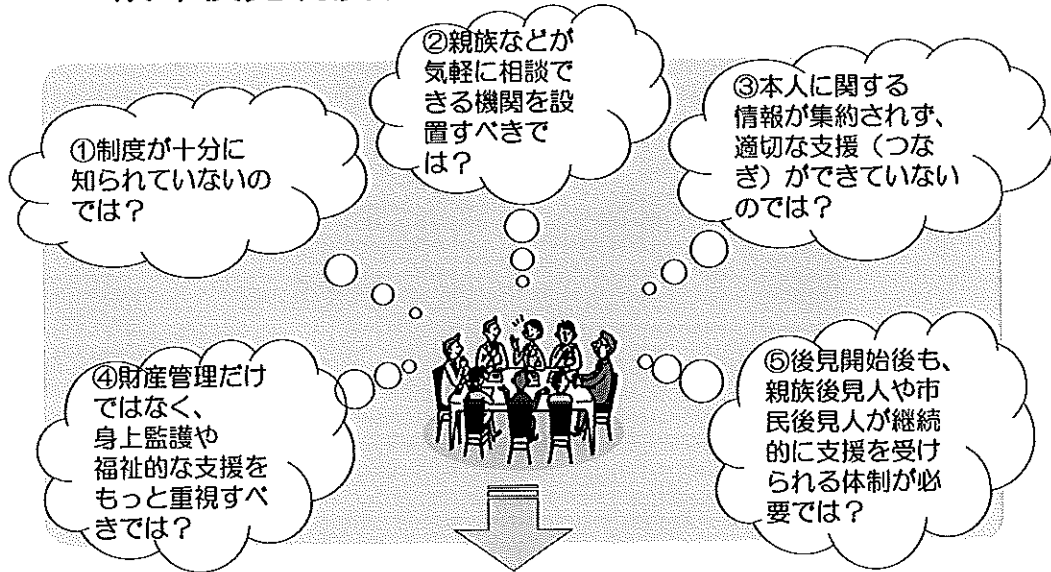 ①制度が十分に
知られていないの
では？
②親族などが
気軽に相談で
きる機関を設
置すべきで
は？
③本人に関する
情報が集約されず、
適切な支援（つな
ぎ）ができていない
のでは？
④財産管理だけ
ではなく、
身上監護や
福祉的な支援を
もっと重視すべ
きでは？
⑤後見開始後も、
親族後見人や市
民後見人が継続
的に支援を受け
られる体制が必
要では？